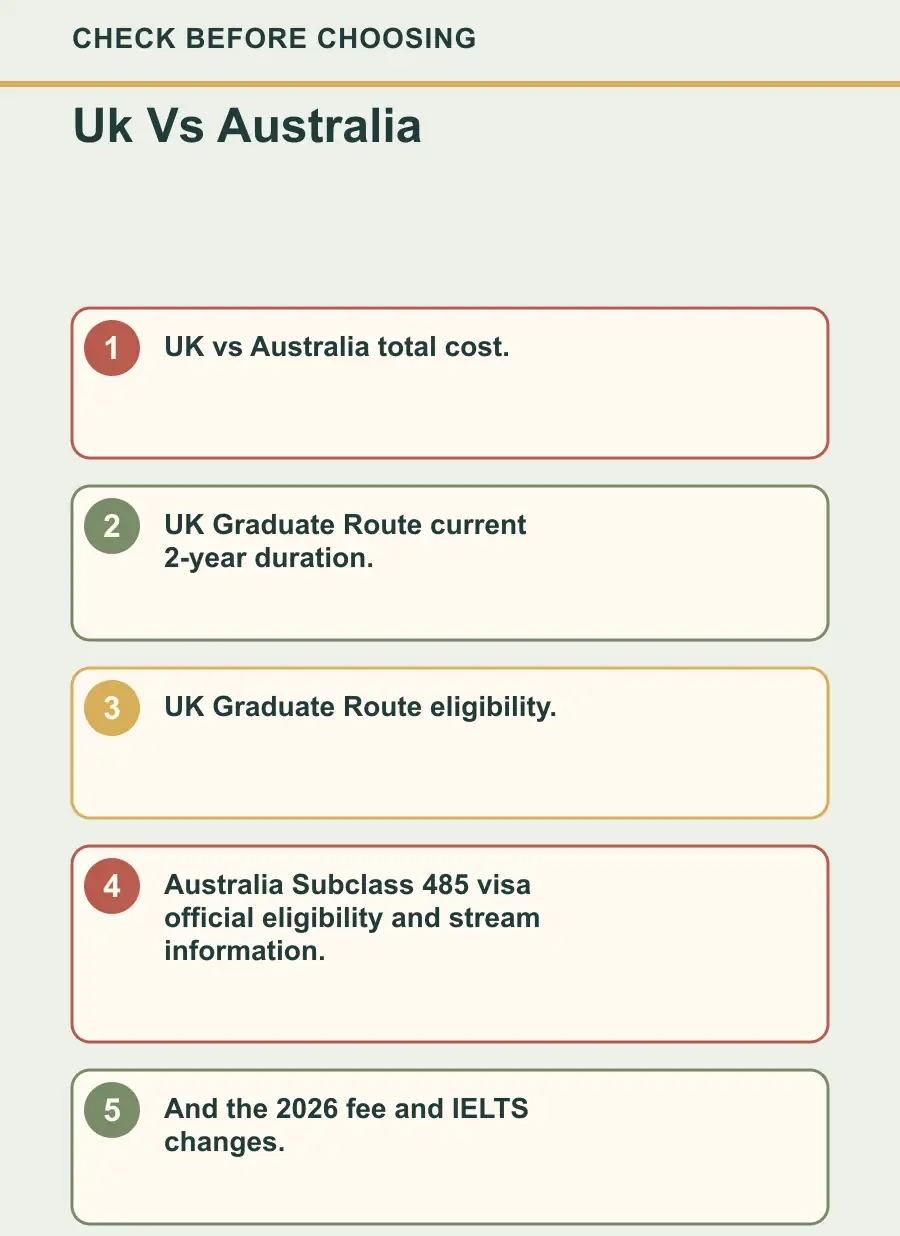 CHECK BEFORE CHOOSING
Uk Vs Australia
1
UK vs Australia total cost.
2
UK Graduate Route current
2-year duration.
3
UK Graduate Route eligibility.
4
Australia Subclass 485 visa
official eligibility and stream
information.
5
And the 2026 fee and IELTS
changes.